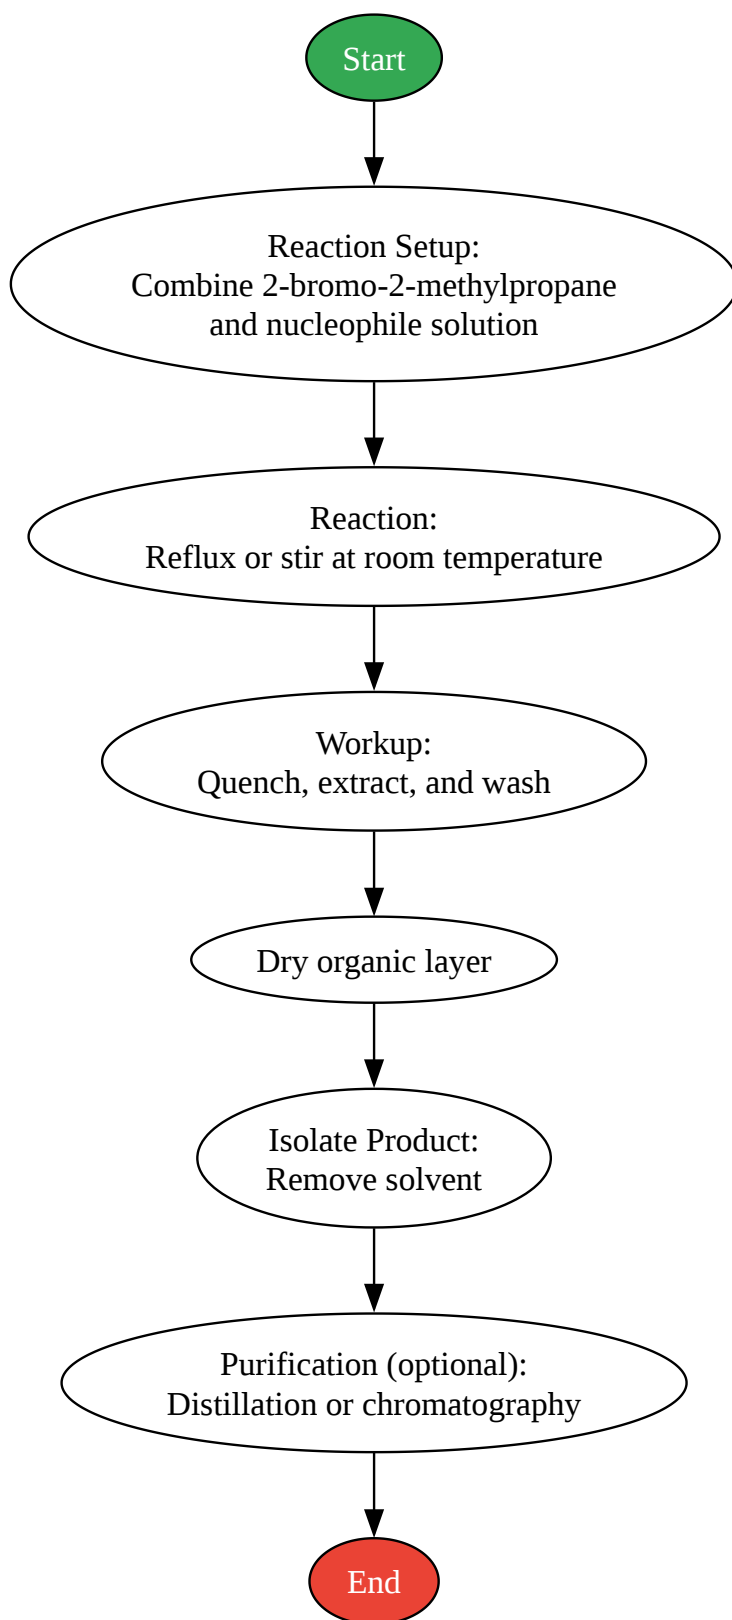 Start
Reaction Setup:
Combine 2-bromo-2-methylpropane
and nucleophile solution
Reaction:
Reflux or stir at room temperature
Workup:
Quench, extract, and wash
Dry organic layer
Isolate Product:
Remove solvent
Purification (optional):
Distillation or chromatography
End